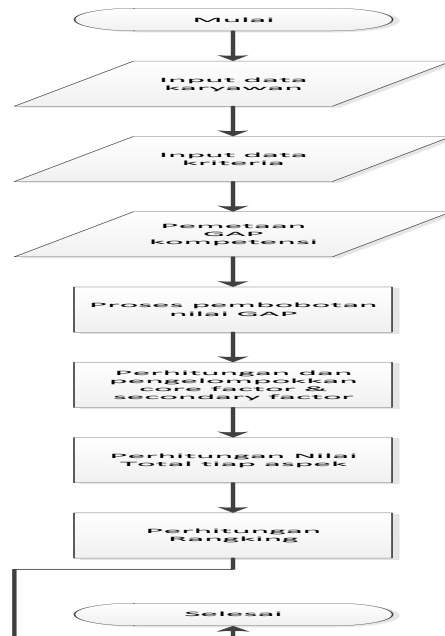 Mulai
Input data
karyawan
Input data
kriteria
Pemetaan
GAP
kompetensi
Proses pembobotan
nilai GAP
Perhitungan dan
pengelompokkan
core factor &
secondary factor
Perhitungan Nilai
Total tiap aspek
Perhitungan
Rangking
Selesai